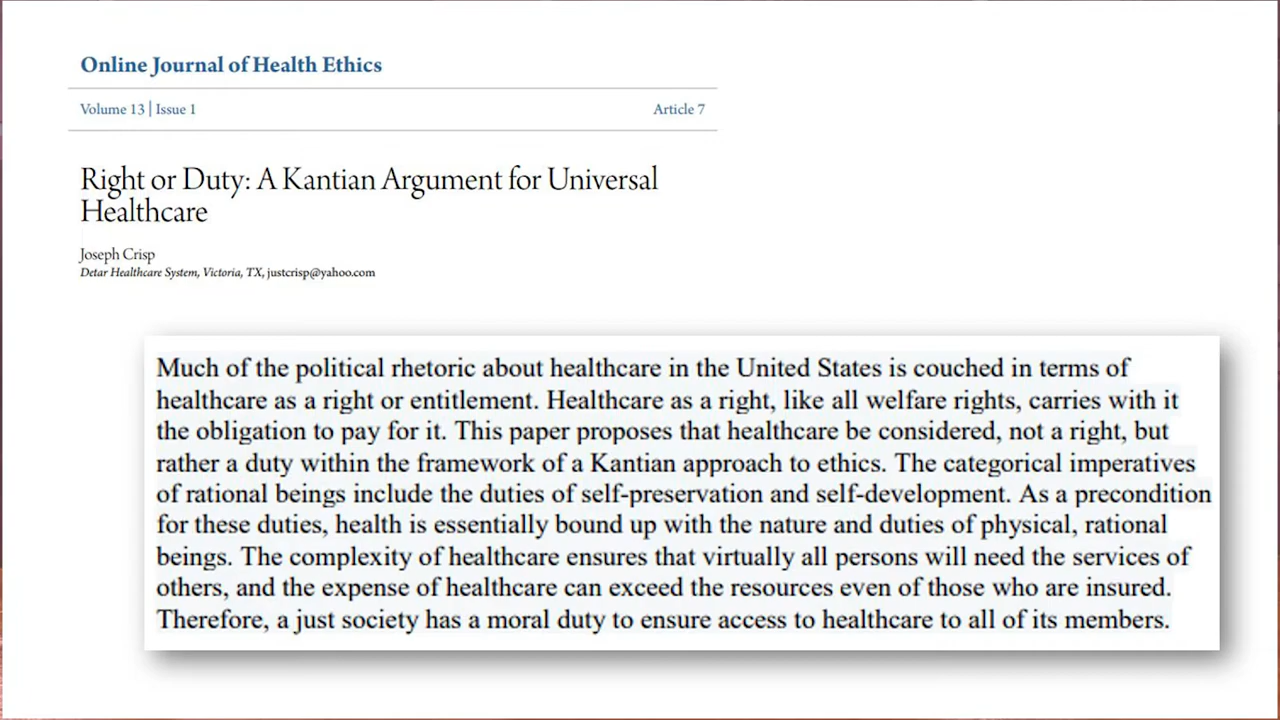 Online Journal of Health Ethics
Volume 13 | Issue 1 Article 7
Right or Duty: A Kantian Argument for Universal
Healthcare
Joseph Crisp
Detar Healthcare System, Victoria, TX, justcrisp@yahoo.com
Much of the political rhetoric about healthcare in the United States is couched in terms of
healthcare as a right or entitlement. Healthcare as a right, like all welfare rights, carries with it
the obligation to pay for it. This paper proposes that healthcare be considered, not a right, but
rather a duty within the framework of a Kantian approach to ethics. The categorical imperatives
of rational beings include the duties of self-preservation and self-development. As a precondition
for these duties, health is essentially bound up with the nature and duties of physical, rational
beings. The complexity of healthcare ensures that virtually all persons will need the services of
others, and the expense of healthcare can exceed the resources even of those who are insured.
Therefore, a just society has a moral duty to ensure access to healthcare to all of its members.